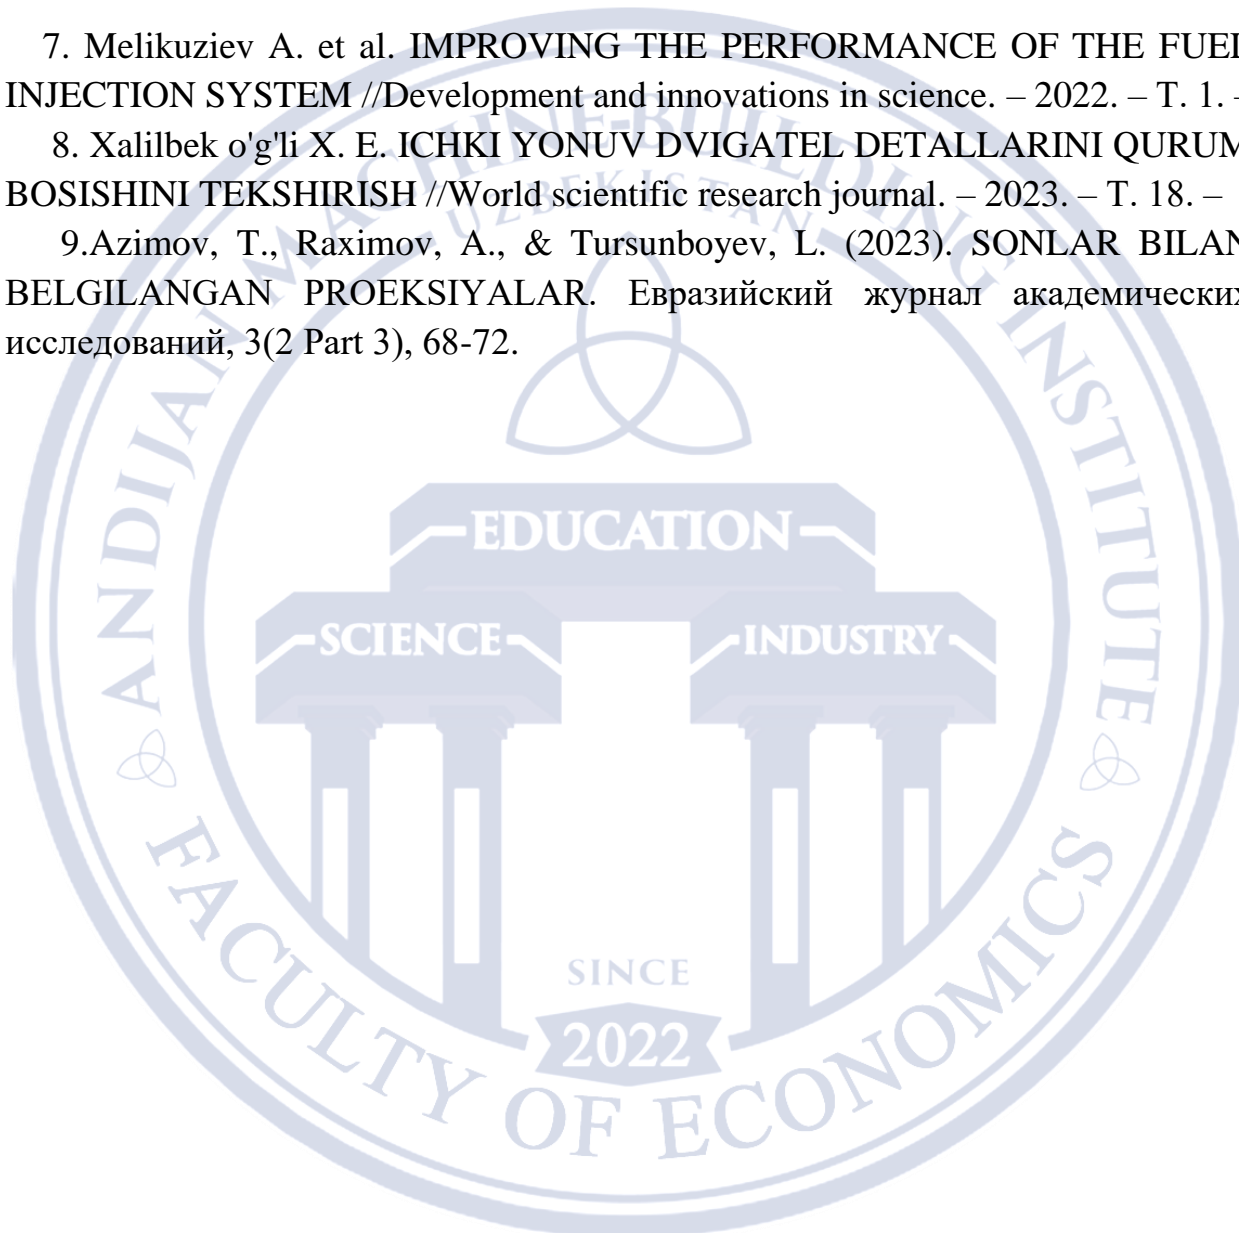 7. Melikuziev A. et al. IMPROVING THE PERFORMANCE OF THE FUEL
INJECTION SYSTEM //Development and innovations in science. – 2022. – T. 1. –
8. Xalilbek o'g'li X. E. ICHKI YONUV DVIGATEL DETALLARINI QURUM
BOSISHINI TEKSHIRISH //World scientific research journal. – 2023. – T. 18. –
9.Azimov, T., Raximov, A., & Tursunboyev, L. (2023). SONLAR BILAN
BELGILANGAN PROEKSIYALAR. Евразийский журнал академических
исследований, 3(2 Part 3), 68-72.
ANDIJAN MACHINE-BUILDING INSTITUTE
UZBEKISTAN
EDUCATION
SCIENCE
INDUSTRY
SINCE
2022
FACULTY OF ECONOMICS